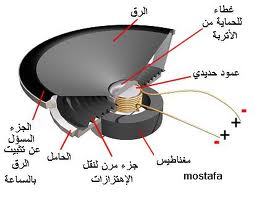 الرق
غطاء
للحماية من
الأتربة
عمود حديدي
الجزء
المسؤل
عن تثبيت
الرق
بالسماعة
الحامل
جزء مرن لنقل
الإهتزازات
مغناطيس
-
+
+
-
mostafa